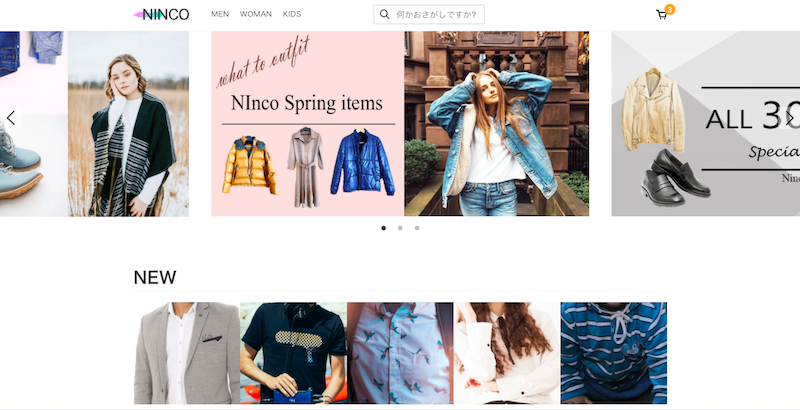 NINCO
MEN WOMAN KIDS
何かおさがしですか?
3
what to outfit
NInco Spring items
ALL 30
Specia
Ninc
NEW